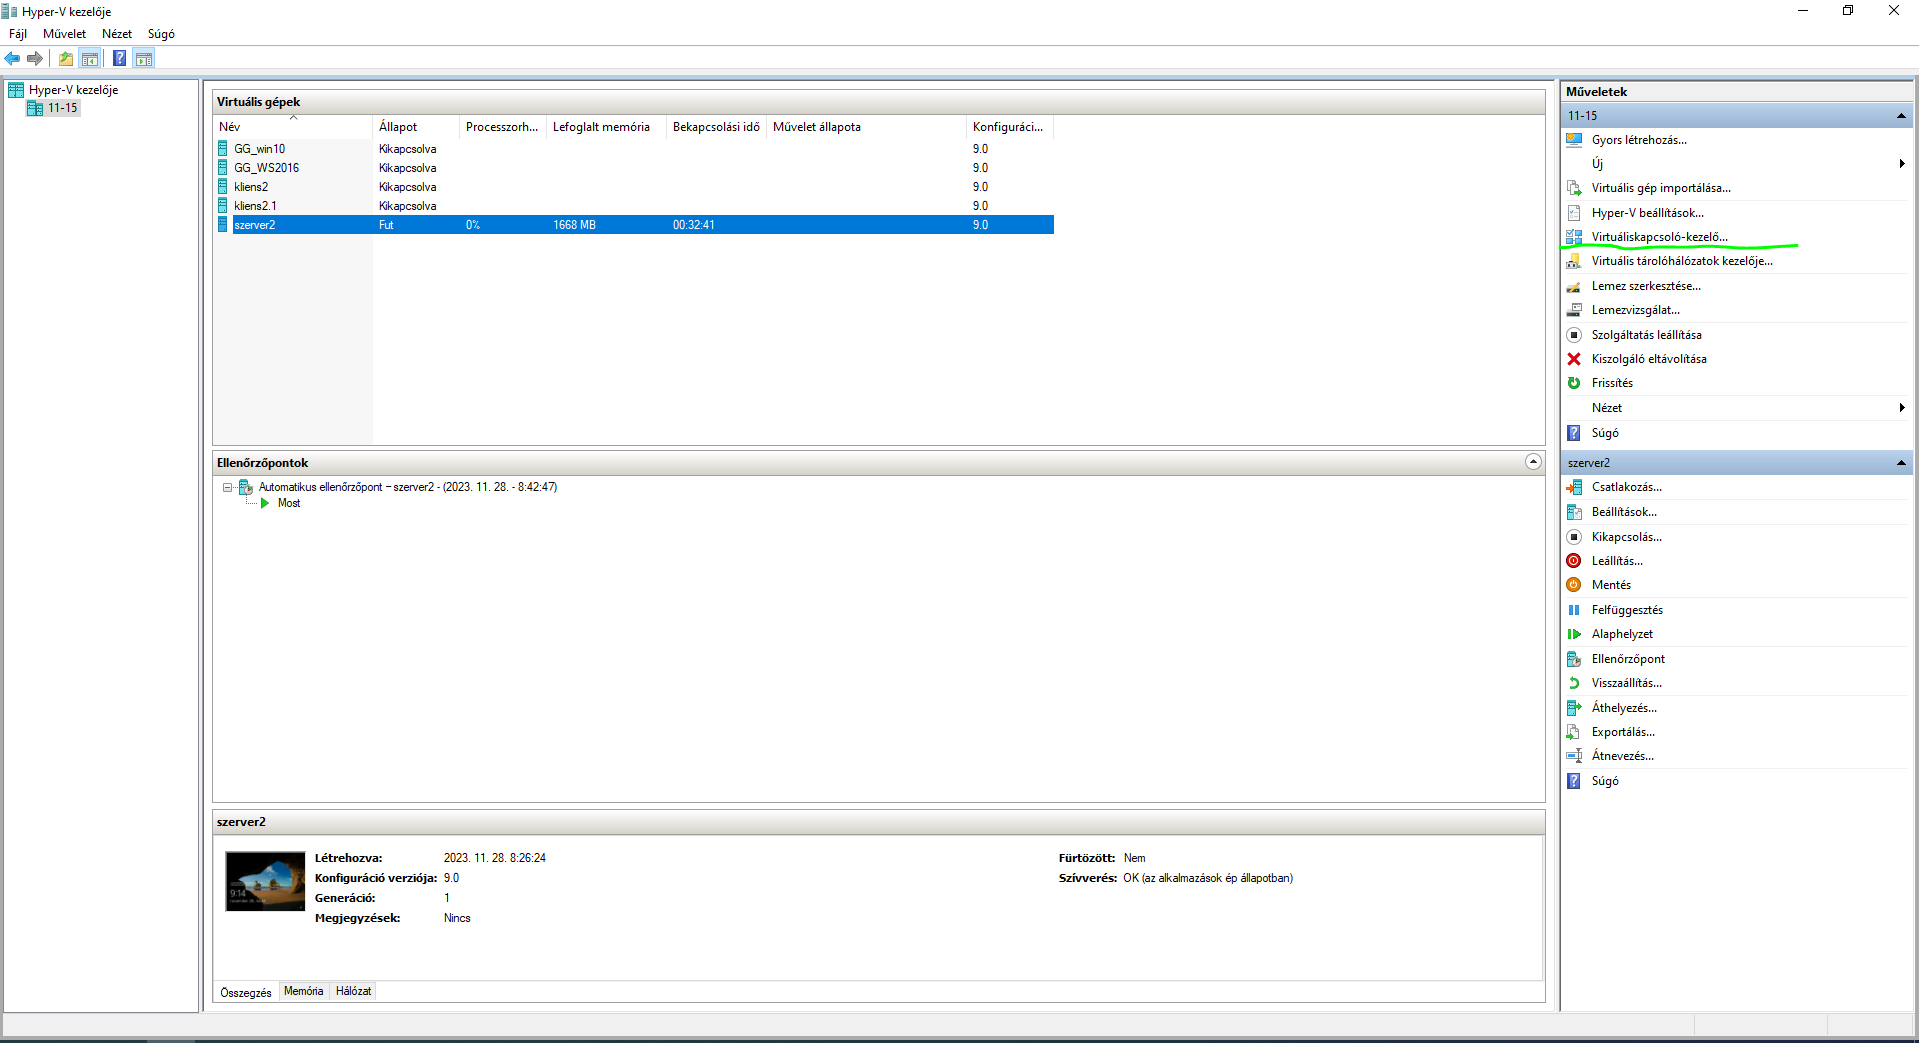 Hyper-V kezelője
Fájl Művelet Nézet Súgó
Hyper-V kezelője
11-15
Virtuális gépek
Név Állapot Processzorh... Lefoglalt memória Bekapcsolási idő Művelet állapota Konfiguráci...
GG_win10 Kikapcsolva 9.0
GG_WS2016 Kikapcsolva 9.0
kliens2 Kikapcsolva 9.0
kliens2.1 Kikapcsolva 9.0
szerver2 Fut 0% 1668 MB 00:32:41 9.0
Ellenőrzőpontok
Automatikus ellenőrzőpont – szerver2 - (2023. 11. 28. - 8:42:47)
Most
szerver2
9:14
Létrehozva: 2023. 11. 28. 8:26:24 Fürtözött: Nem
Konfiguráció verziója: 9.0 Szívverés: OK (az alkalmazások ép állapotban)
Generáció: 1
Megjegyzések: Nincs
Összegzés Memória Hálózat
Műveletek
11-15
Gyors létrehozás...
Új
Virtuális gép importálása...
Hyper-V beállítások...
Virtuáliskapcsoló-kezelő...
Virtuális tárolóhálózatok kezelője...
Lemez szerkesztése...
Lemezvizsgálat...
Szolgáltatás leállítása
Kiszolgáló eltávolítása
Frissítés
Nézet
Súgó
szerver2
Csatlakozás...
Beállítások...
Kikapcsolás...
Leállítás...
Mentés
Felfüggesztés
Alaphelyzet
Ellenőrzőpont
Visszaállítás...
Áthelyezés...
Exportálás...
Átnevezés...
Súgó